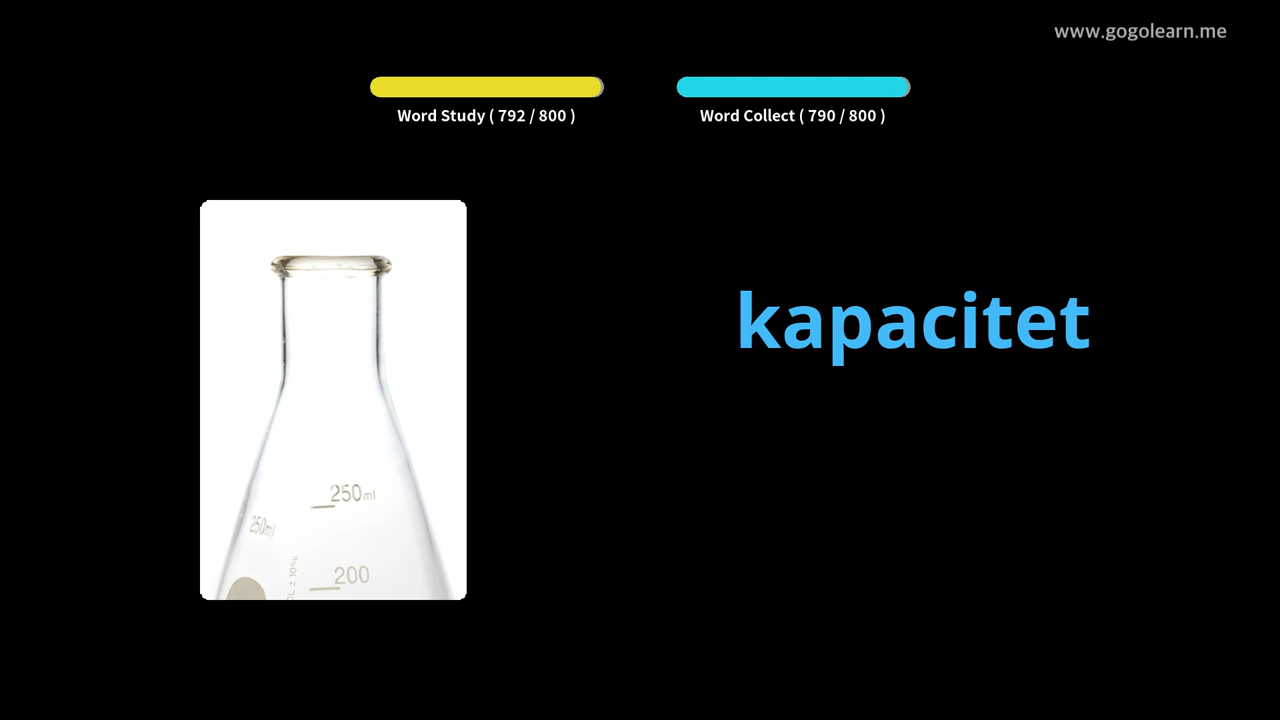 www.gogolearn.me
Word Study ( 792 / 800 )
Word Collect ( 790 / 800 )
kapacitet
250ml
250ml
200